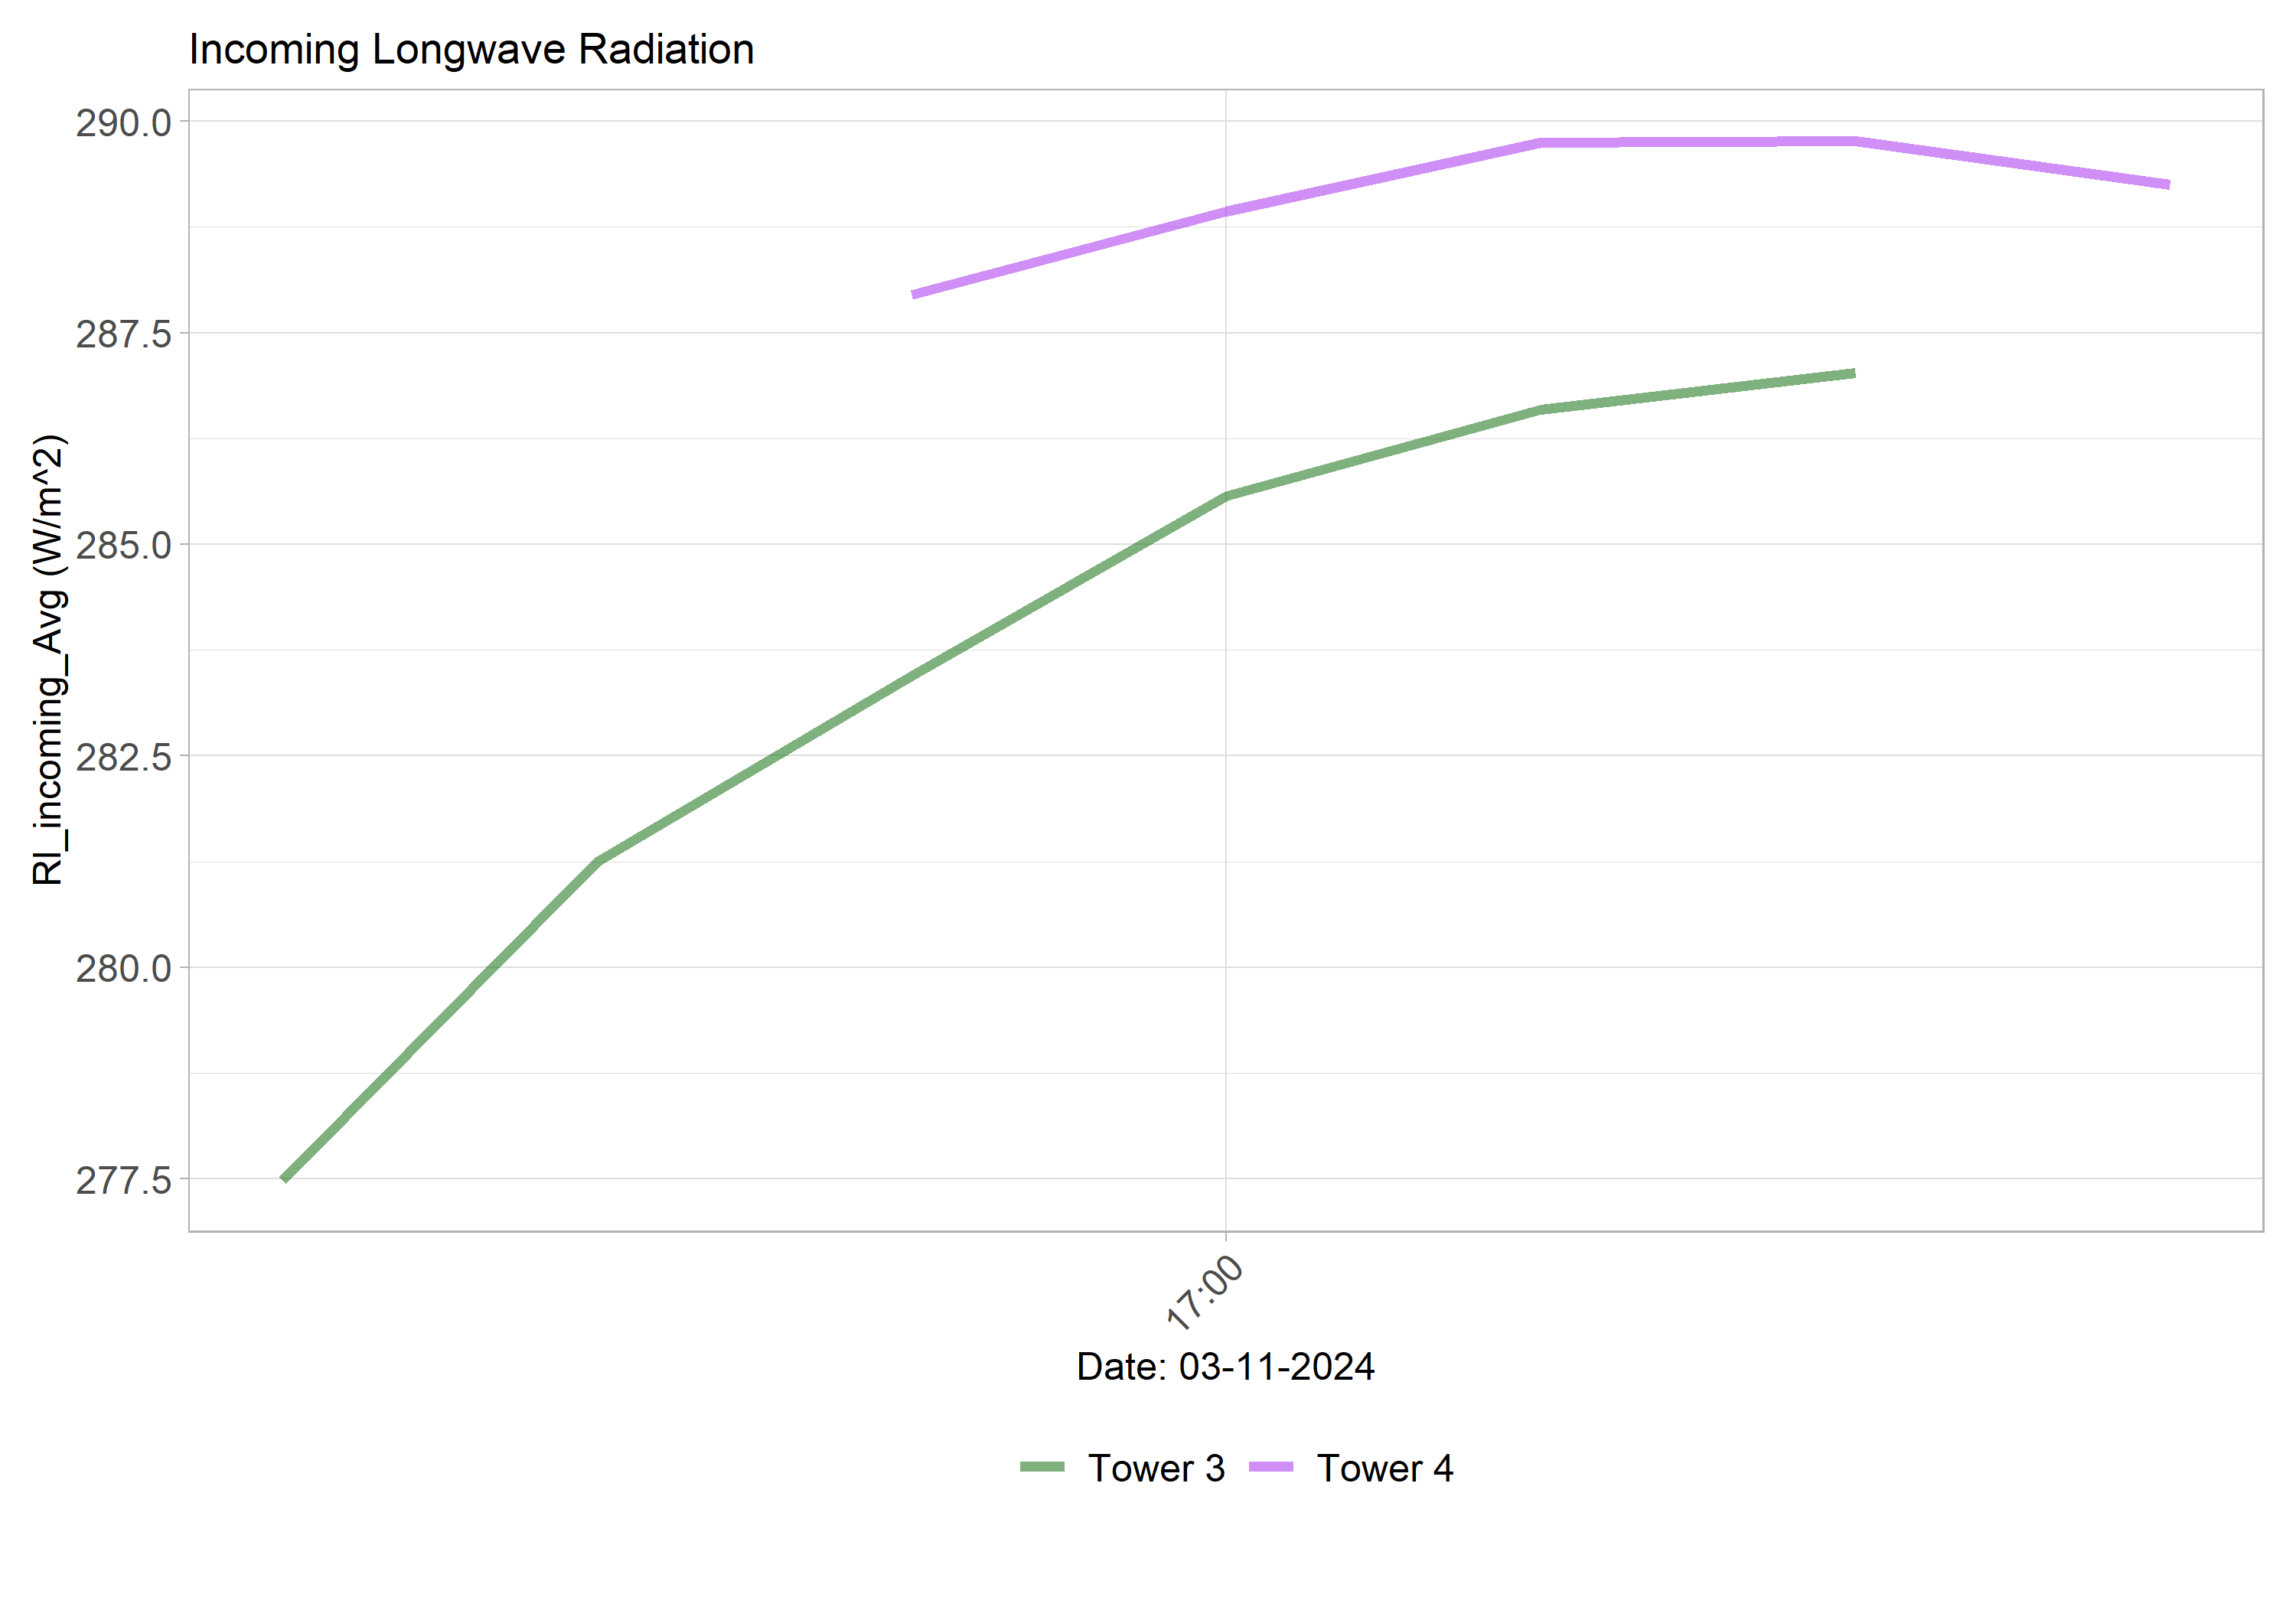 Incoming Longwave Radiation
Rl_incoming_Avg (W/m^2)
290.0
287.5
285.0
282.5
280.0
277.5
17:00
Date: 03-11-2024
Tower 3 Tower 4